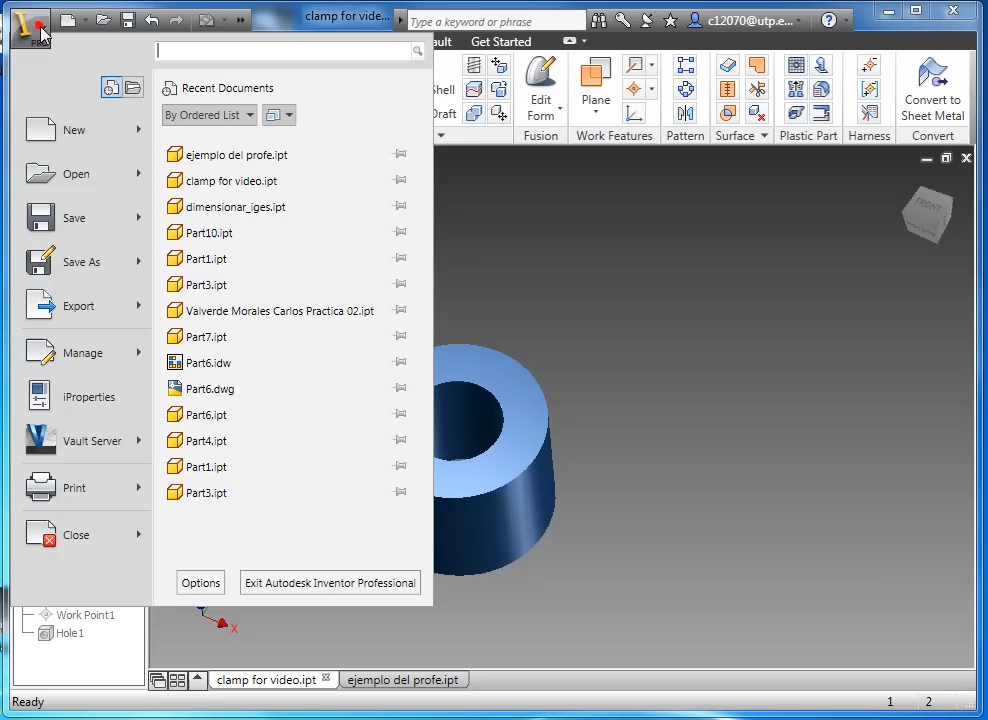 PRO
clamp for vide...
Type a keyword or phrase
c12070@utp.e...
ault
Get Started
Shell
Draft
Edit
Form
Fusion
Plane
Work Features
Pattern
Surface
Plastic Part
Harness
Convert to
Sheet Metal
Convert
Recent Documents
By Ordered List
New
Open
Save
Save As
Export
Manage
iProperties
Vault Server
Print
Close
ejemplo del profe.ipt
clamp for video.ipt
dimensionar_iges.ipt
Part10.ipt
Part1.ipt
Part3.ipt
Valverde Morales Carlos Practica 02.ipt
Part7.ipt
Part6.idw
Part6.dwg
Part6.ipt
Part4.ipt
Part1.ipt
Part3.ipt
Options
Exit Autodesk Inventor Professional
FRONT
Work Point1
Hole1
X
clamp for video.ipt
ejemplo del profe.ipt
Ready
1
2